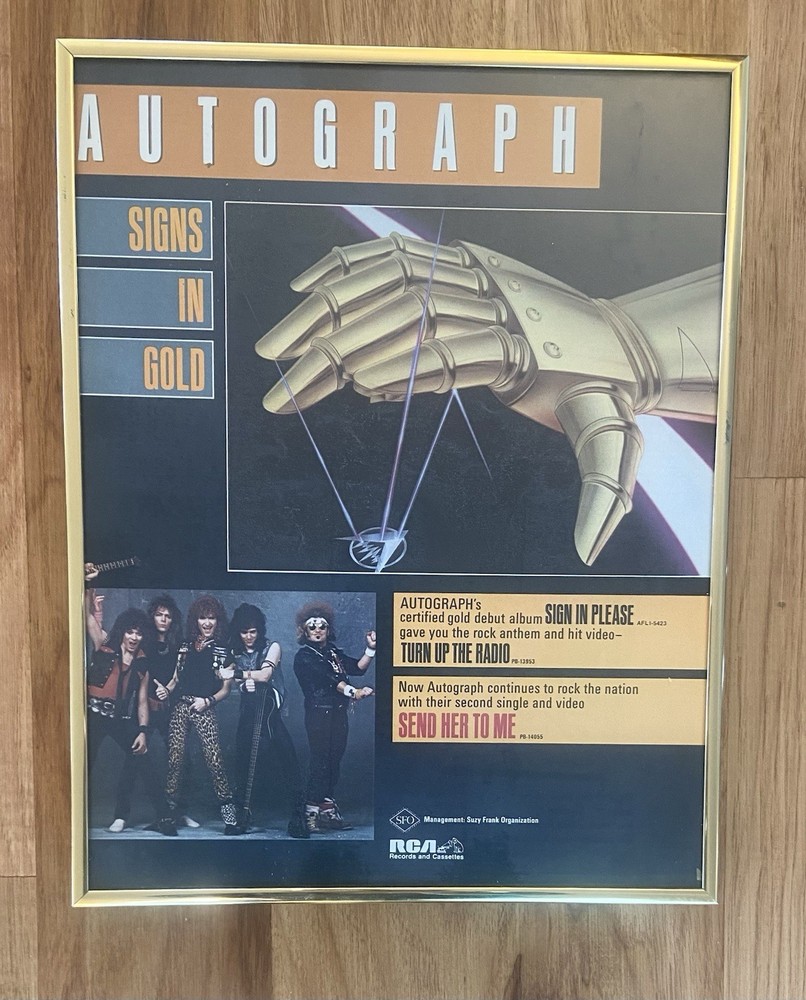 AUTOGRAPH
SIGNS
IN
GOLD
AUTOGRAPH's
certified gold debut album SIGN IN PLEASE AFL1-5423
gave you the rock anthem and hit video–
TURN UP THE RADIO PB-13953
Now Autograph continues to rock the nation
with their second single and video
SEND HER TO ME PB-14055
SFO Management: Suzy Frank Organization
RCA
Records and Cassettes